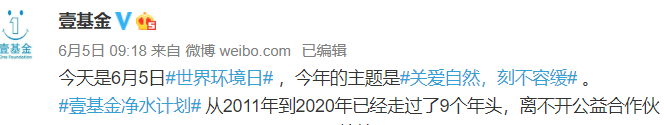 壹基金
6月5日 09:18 来自 微博 weibo.com 已编辑
壹基金
One Foundation
今天是6月5日#世界环境日# ，今年的主题是#关爱自然，刻不容缓# 。
#壹基金净水计划# 从2011年到2020年已经走过了9个年头，离不开公益合作伙